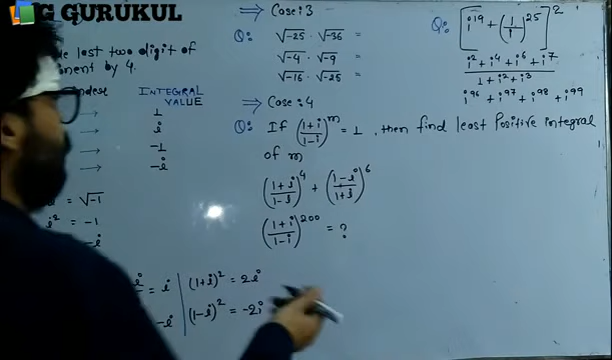 G GURUKUL
last two digit of
nent by 4.
INTEGRAL
VALUE
→ 1
→ i
→ -1
→ -i
i = √-1
i² = -1
-i
= i
-i
(1+i)² = 2i
(1-i)² = -2i
⇒ Case:3
Q: √-25 · √-36 =
√-4 · √-9 =
√-16 · √-25 =
⇒ Case:4
Q: If ((1+i)/(1-i))^m = 1, then find least Positive integral
of m
((1+i)/(1-i))^4 + ((1-i)/(1+i))^6
((1+i)/(1-i))^200 = ?
Q: [i^19 + (1/i)^25]^2
(i² + i⁴ + i⁶ + i⁷)/(1 + i² + i³)
i^96 + i^97 + i^98 + i^99